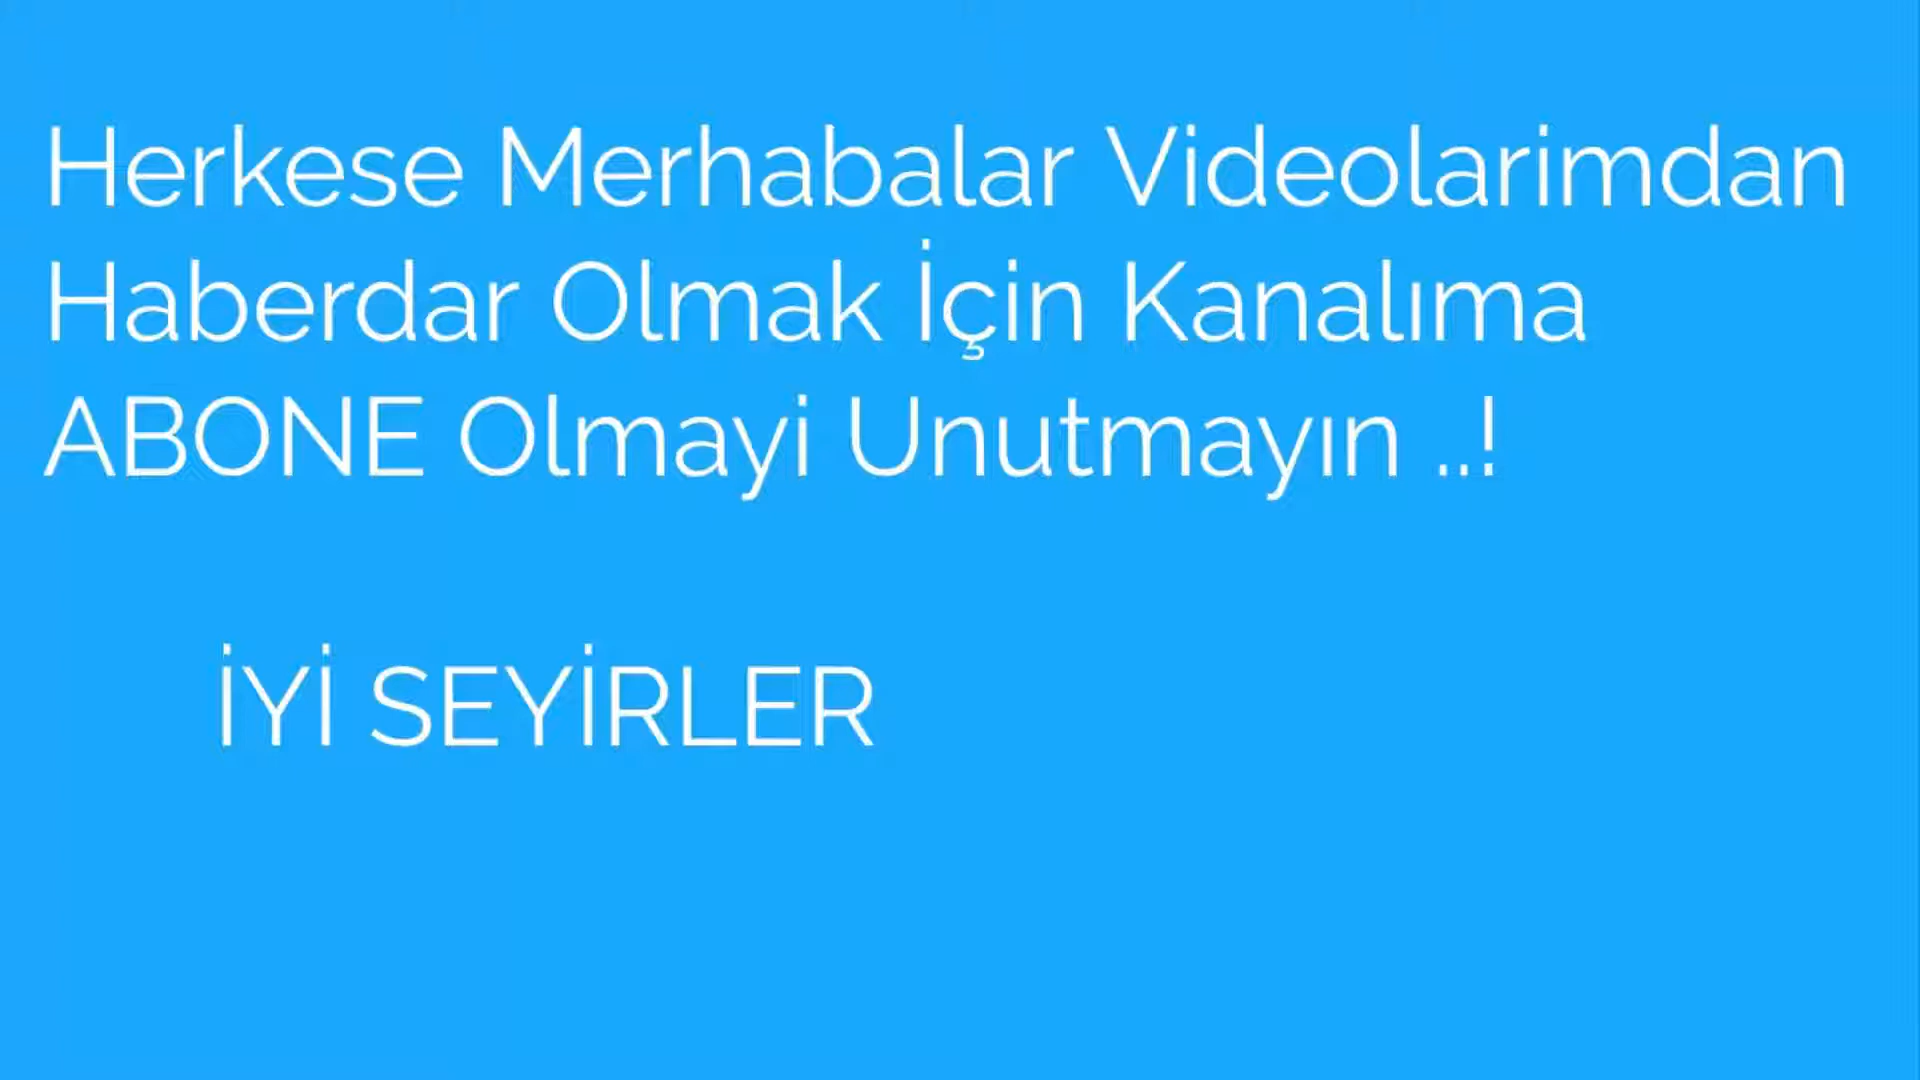 Herkese Merhabalar Videolarimdan
Haberdar Olmak İçin Kanalıma
ABONE Olmayi Unutmayın ..!
İYİ SEYİRLER